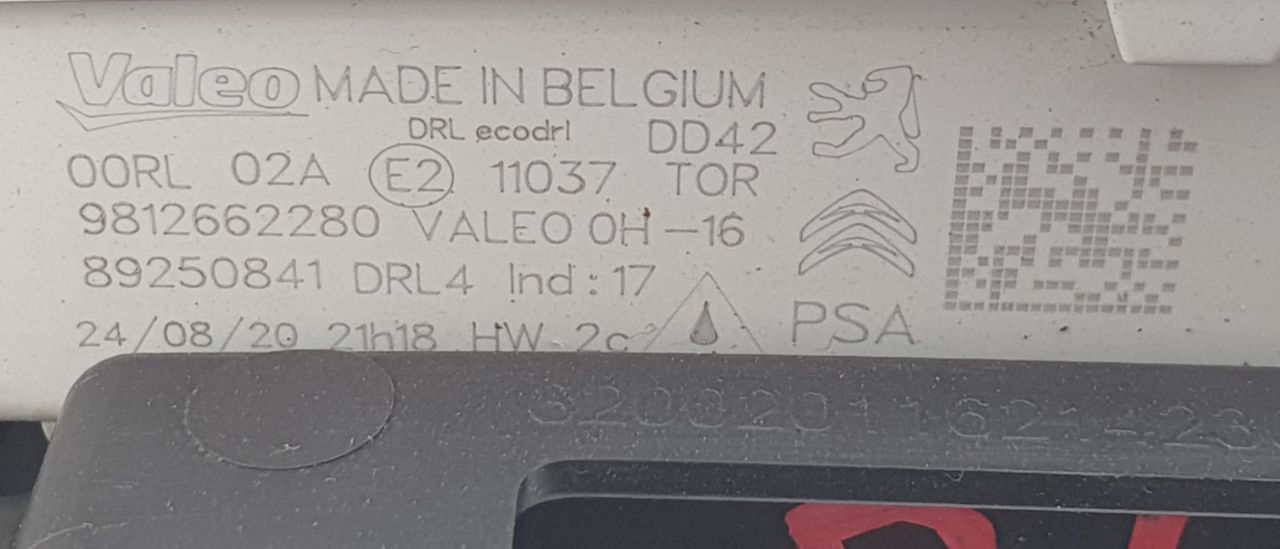 Valeo MADE IN BELGIUM
DRL ecodrl DD42
00RL 02A E2 11037 TOR
9812662280 VALEO 0H-16
89250841 DRL4 Ind:17
24/08/20 21h18 HW 2c
PSA